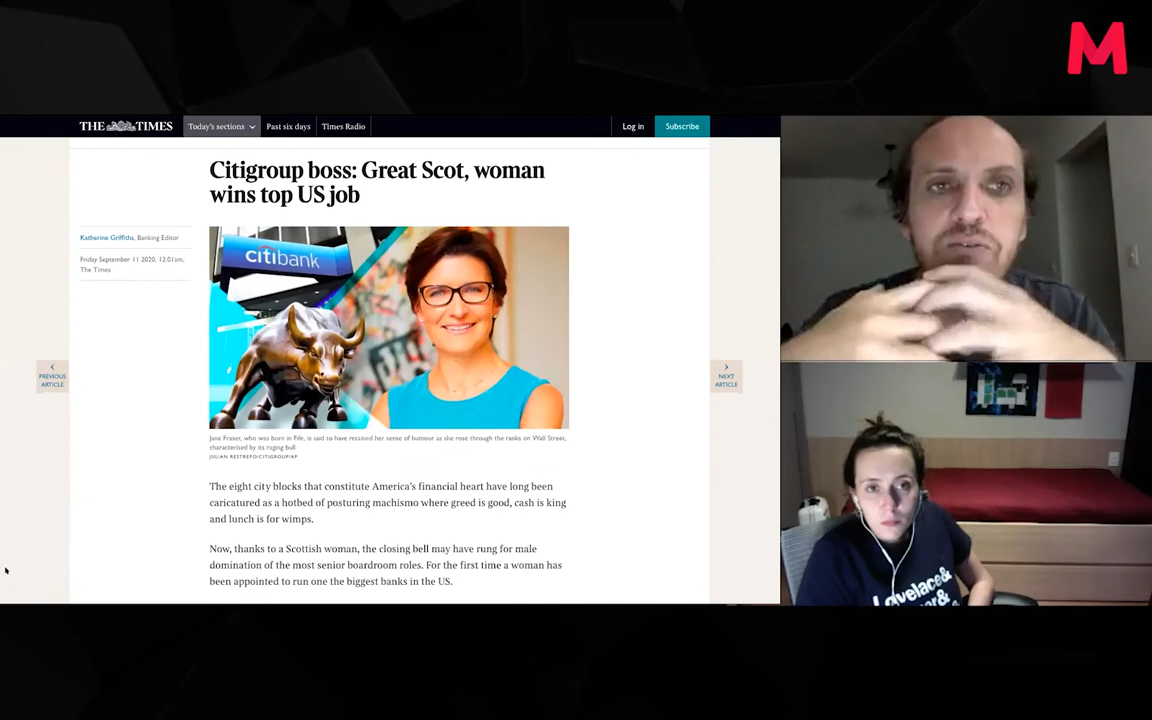 M
THE TIMES
Today's sections
Past six days
Times Radio
Log in
Subscribe
Citigroup boss: Great Scot, woman
wins top US job
Katherine Griffiths, Banking Editor
Friday September 11 2020, 12.01am,
The Times
citibank
PREVIOUS
ARTICLE
NEXT
ARTICLE
Jane Fraser, who was born in Fife, is said to have retained her sense of humour as she rose through the ranks on Wall Street,
characterised by its raging bull
JULIAN RESTREPO/CITIGROUP/AP
The eight city blocks that constitute America's financial heart have long been
caricatured as a hotbed of posturing machismo where greed is good, cash is king
and lunch is for wimps.
Now, thanks to a Scottish woman, the closing bell may have rung for male
domination of the most senior boardroom roles. For the first time a woman has
been appointed to run one the biggest banks in the US.
Lovelace&